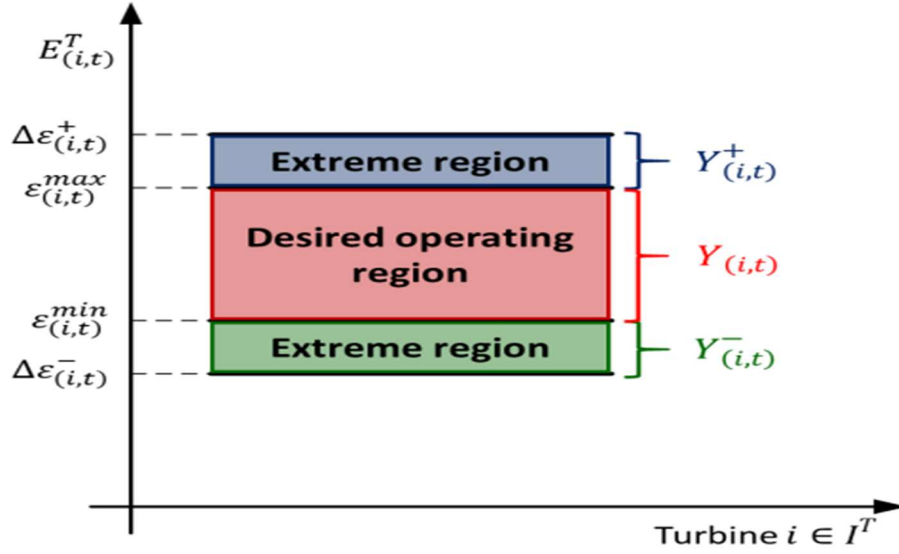 E^T_(i,t)
Δε^+_(i,t)
Extreme region
Y^+_(i,t)
ε^max_(i,t)
Desired operating
region
Y_(i,t)
ε^min_(i,t)
Extreme region
Y^-_(i,t)
Δε^-_(i,t)
Turbine i ∈ I^T